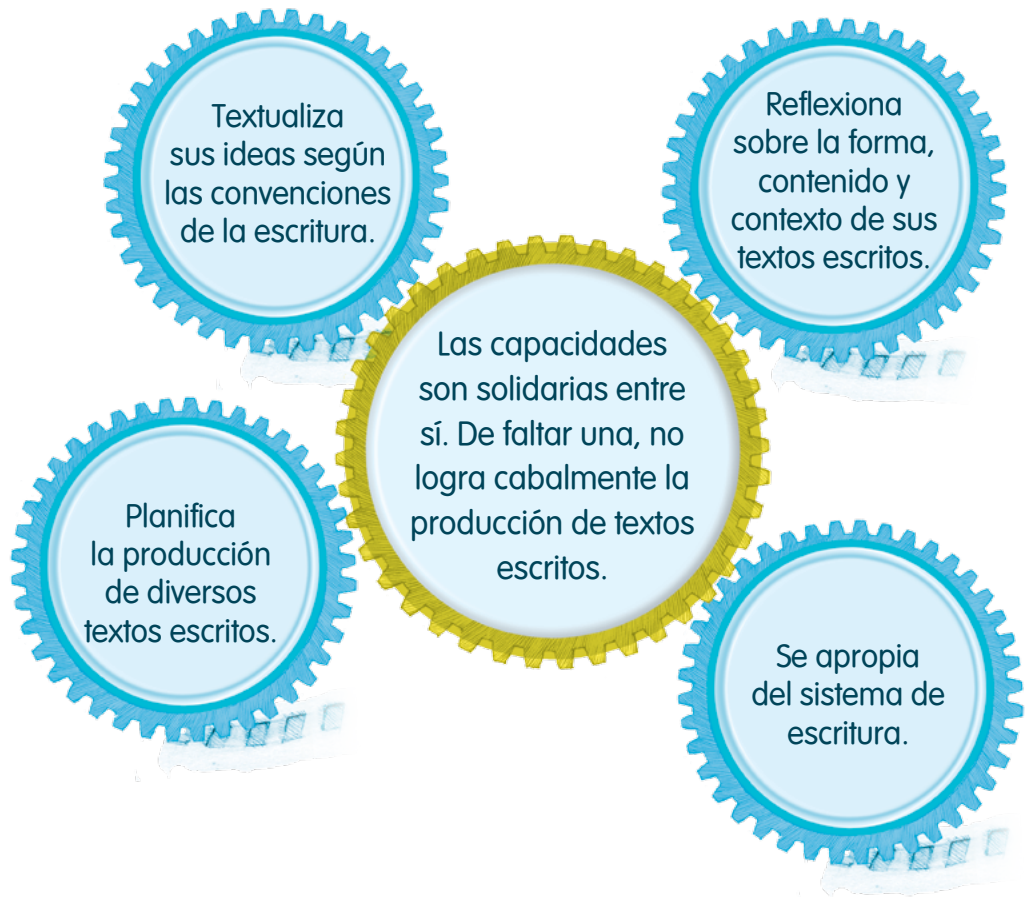 Textualiza
sus ideas según
las convenciones
de la escritura.
Reflexiona
sobre la forma,
contenido y
contexto de sus
textos escritos.
Las capacidades
son solidarias entre
sí. De faltar una, no
logra cabalmente la
producción de textos
escritos.
Planifica
la producción
de diversos
textos escritos.
Se apropia
del sistema de
escritura.